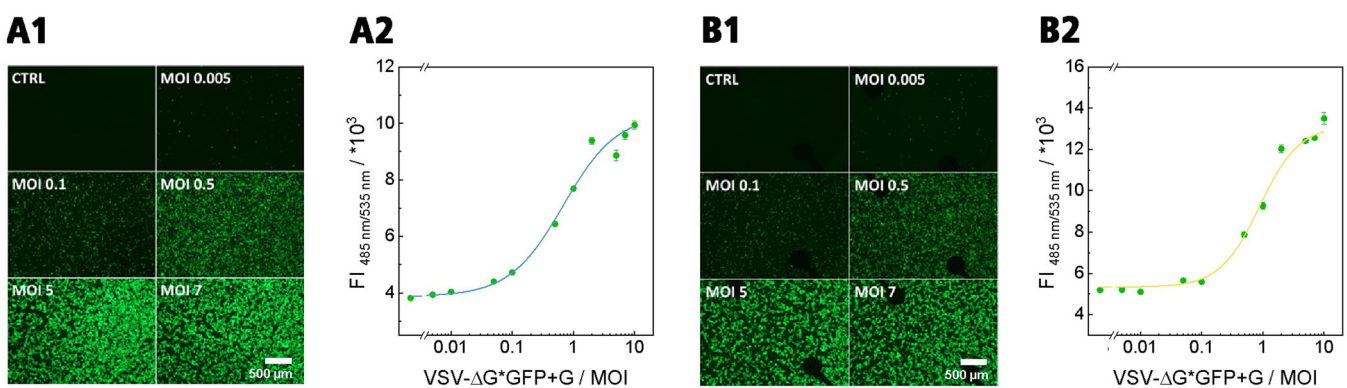 A1
CTRL
MOI 0.005
MOI 0.1
MOI 0.5
MOI 5
MOI 7
500 µm
A2
FI 485 nm/535 nm / *10³
12
10
8
6
4
0.01 0.1 1 10
VSV-ΔG*GFP+G / MOI
B1
CTRL
MOI 0.005
MOI 0.1
MOI 0.5
MOI 5
MOI 7
500 µm
B2
FI 485 nm/535 nm / *10³
16
14
12
10
8
6
4
0.01 0.1 1 10
VSV-ΔG*GFP+G / MOI